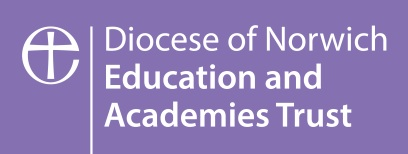 Diocese of Norwich
Education and
Academies Trust